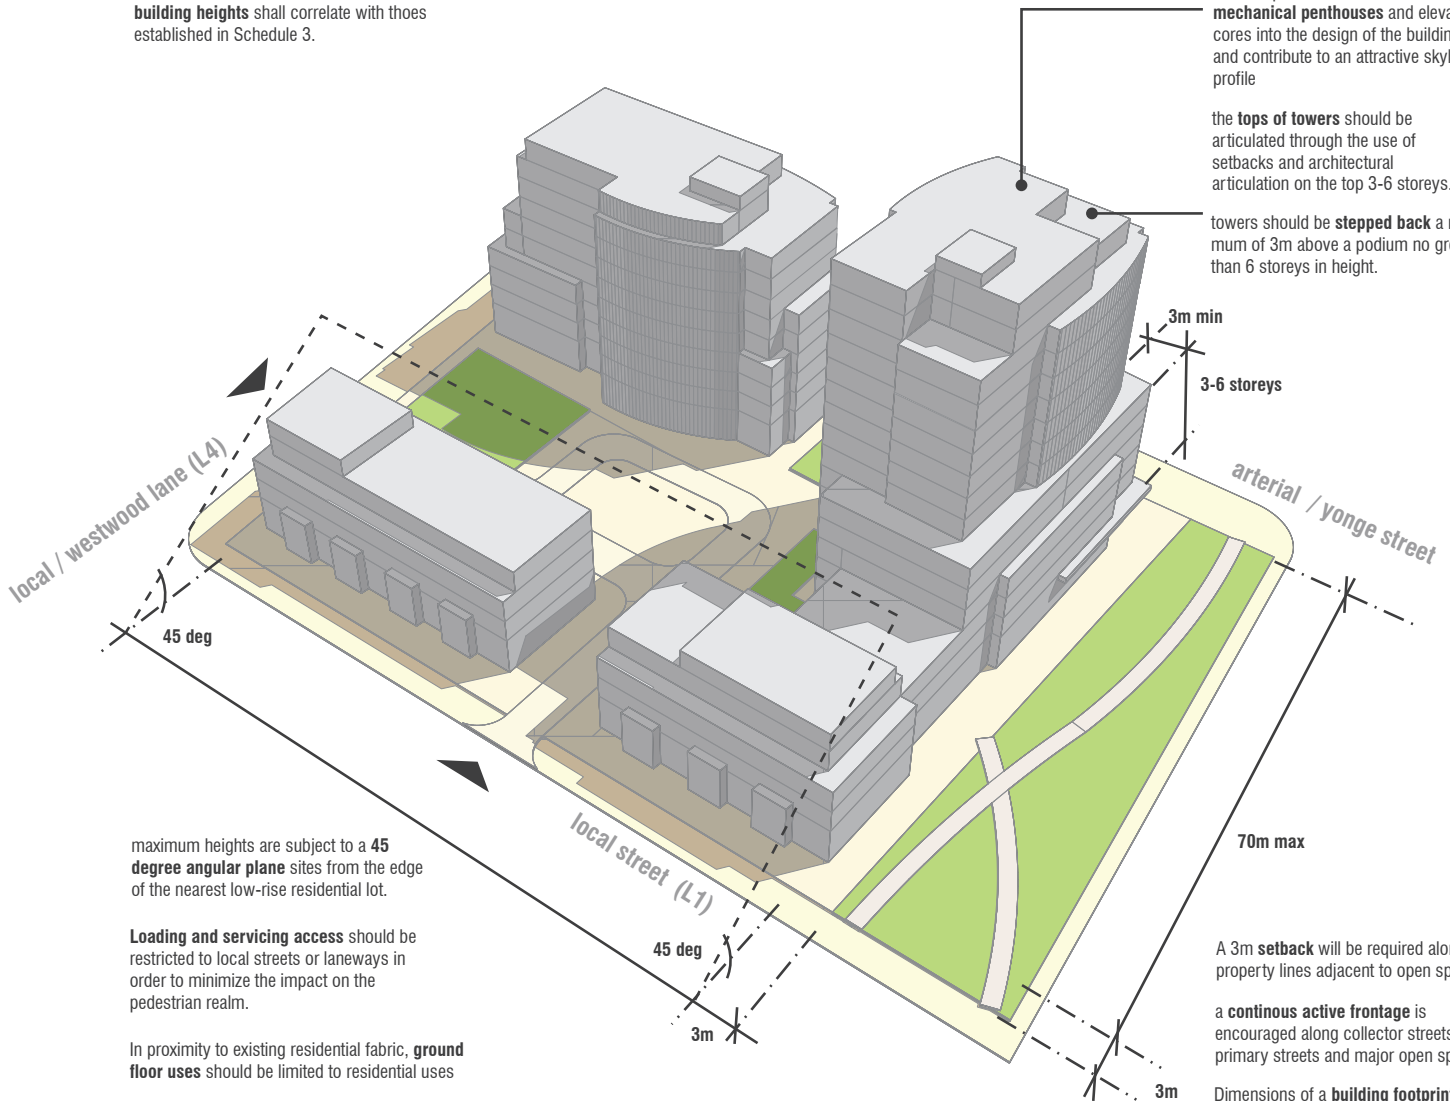 building heights shall correlate with thoes
established in Schedule 3.
mechanical penthouses and eleva
cores into the design of the buildin
and contribute to an attractive skyl
profile
the tops of towers should be
articulated through the use of
setbacks and architectural
articulation on the top 3-6 storeys.
towers should be stepped back a
mum of 3m above a podium no gre
than 6 storeys in height.
3m min
3-6 storeys
arterial / yonge street
local / westwood lane (L4)
45 deg
70m max
local street (L1)
45 deg
3m
3m
maximum heights are subject to a 45
degree angular plane sites from the edge
of the nearest low-rise residential lot.
Loading and servicing access should be
restricted to local streets or laneways in
order to minimize the impact on the
pedestrian realm.
In proximity to existing residential fabric, ground
floor uses should be limited to residential uses
A 3m setback will be required alon
property lines adjacent to open sp
a continous active frontage is
encouraged along collector streets
primary streets and major open sp
Dimensions of a building footprin